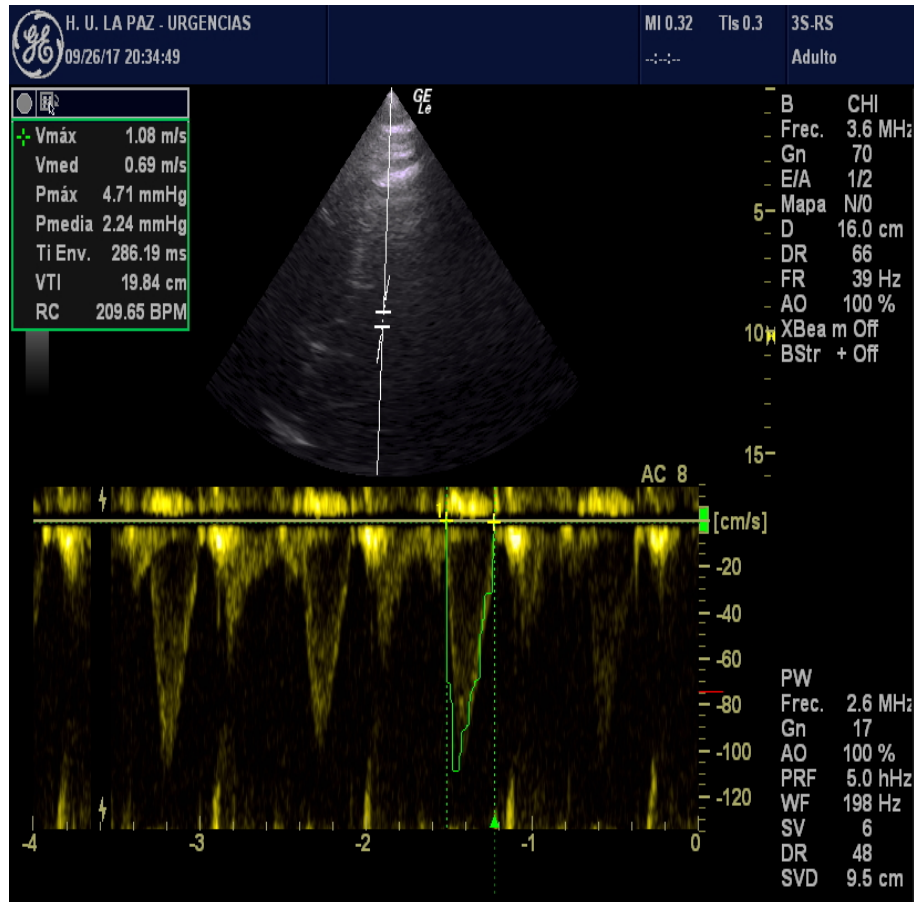 H. U. LA PAZ - URGENCIAS
09/26/17 20:34:49
MI 0.32 TIs 0.3
--:--:--
3S-RS
Adulto
GE
Le
Vmáx 1.08 m/s
Vmed 0.69 m/s
Pmáx 4.71 mmHg
Pmedia 2.24 mmHg
Ti Env. 286.19 ms
VTI 19.84 cm
RC 209.65 BPM
B CHI
Frec. 3.6 MHz
Gn 70
E/A 1/2
Mapa N/0
D 16.0 cm
DR 66
FR 39 Hz
AO 100 %
XBea m Off
BStr + Off
5
10
15
AC 8
[cm/s]
-20
-40
-60
-80
-100
-120
-4 -3 -2 -1 0
PW
Frec. 2.6 MHz
Gn 17
AO 100 %
PRF 5.0 hHz
WF 198 Hz
SV 6
DR 48
SVD 9.5 cm